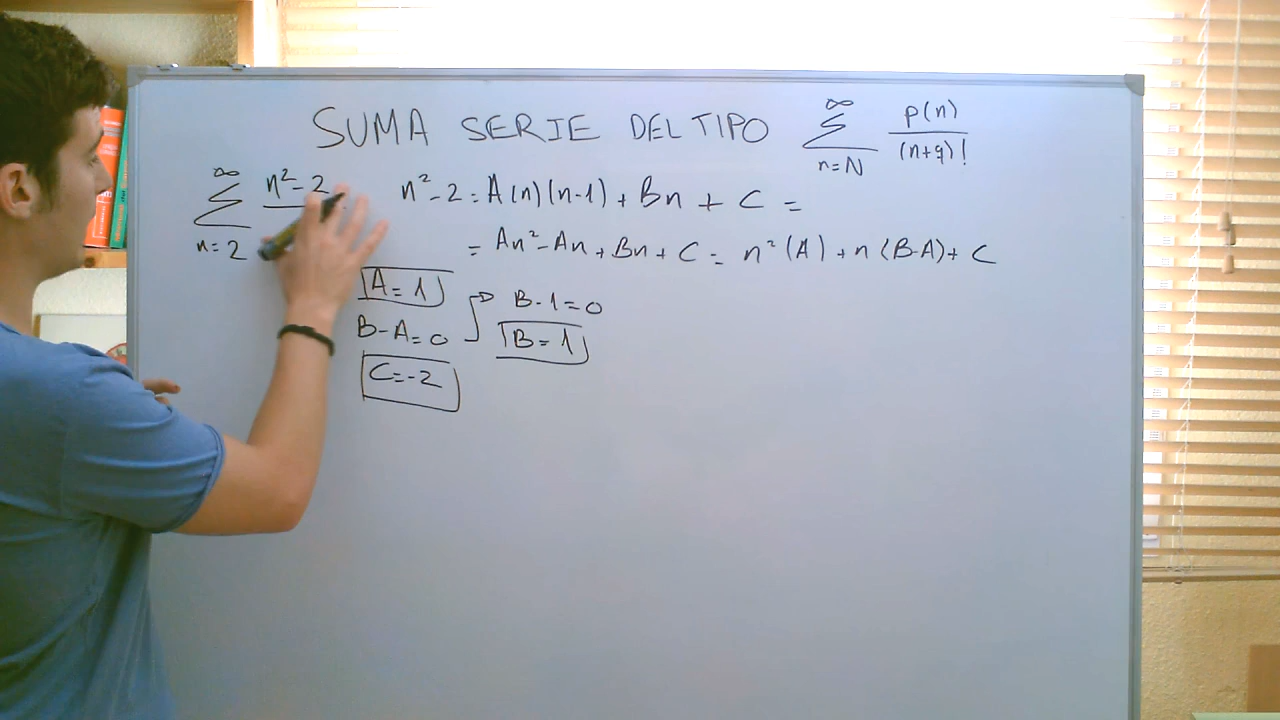 SUMA SERIE DEL TIPO ∞ Σ n=N p(n)/(n+q)!
∞ Σ n=2 n²-2
n²-2 = A(n)(n-1) + Bn + C =
= An²-An + Bn + C = n²(A) + n(B-A) + C
A=1
B-1=0
B-A=0
B=1
C=-2